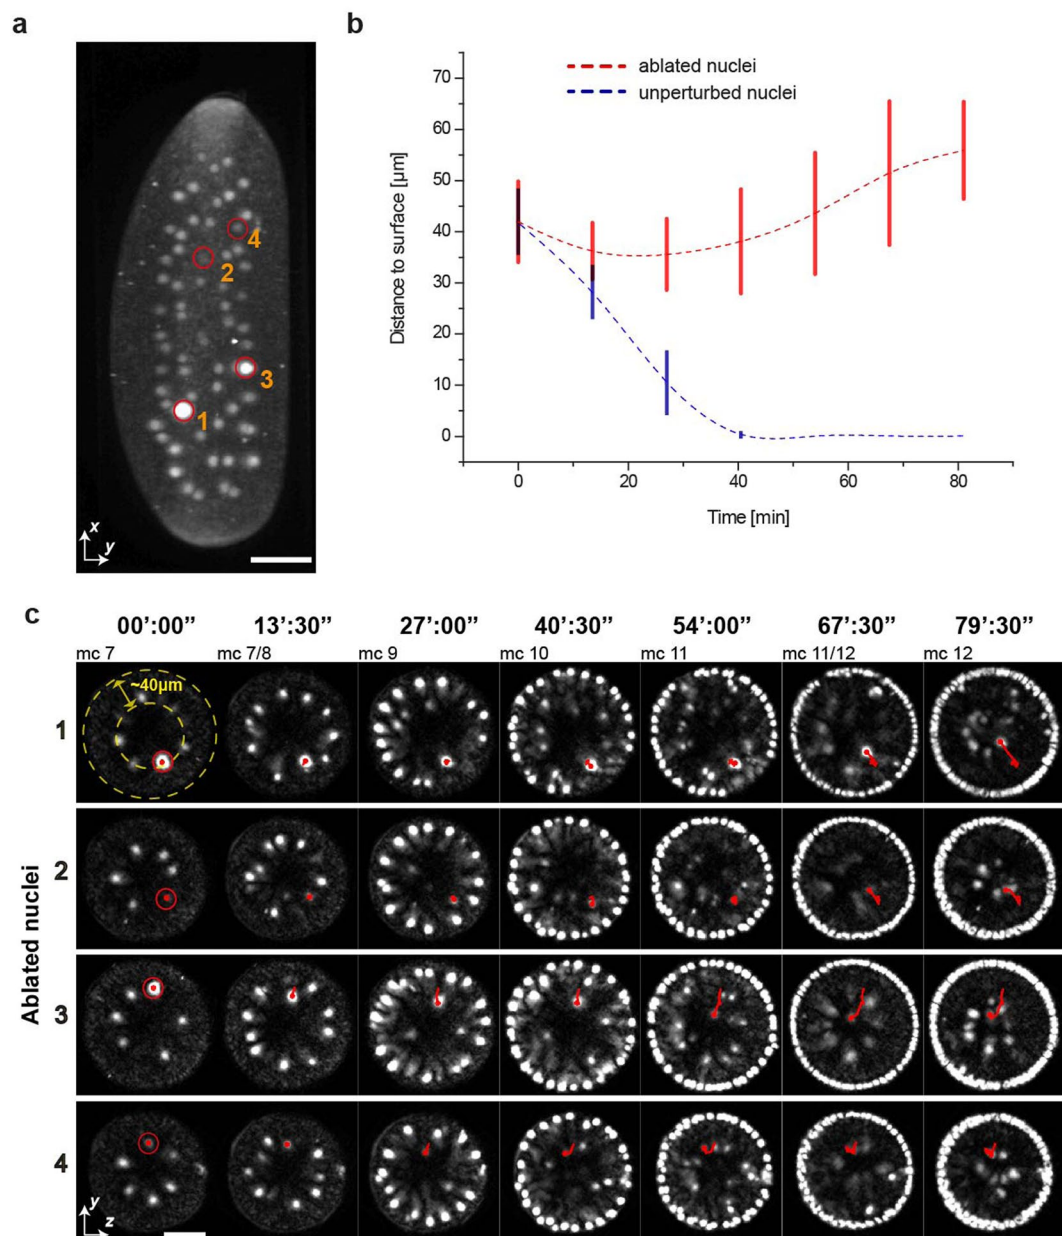 a
4
2
3
1
x
y
b
ablated nuclei
unperturbed nuclei
70
60
50
40
30
20
10
0
Distance to surface [µm]
0 20 40 60 80
Time [min]
c
00’:00” 13’:30” 27’:00” 40’:30” 54’:00” 67’:30” 79’:30”
mc 7 mc 7/8 mc 9 mc 10 mc 11 mc 11/12 mc 12
~40µm
Ablated nuclei
1
2
3
4
y
z